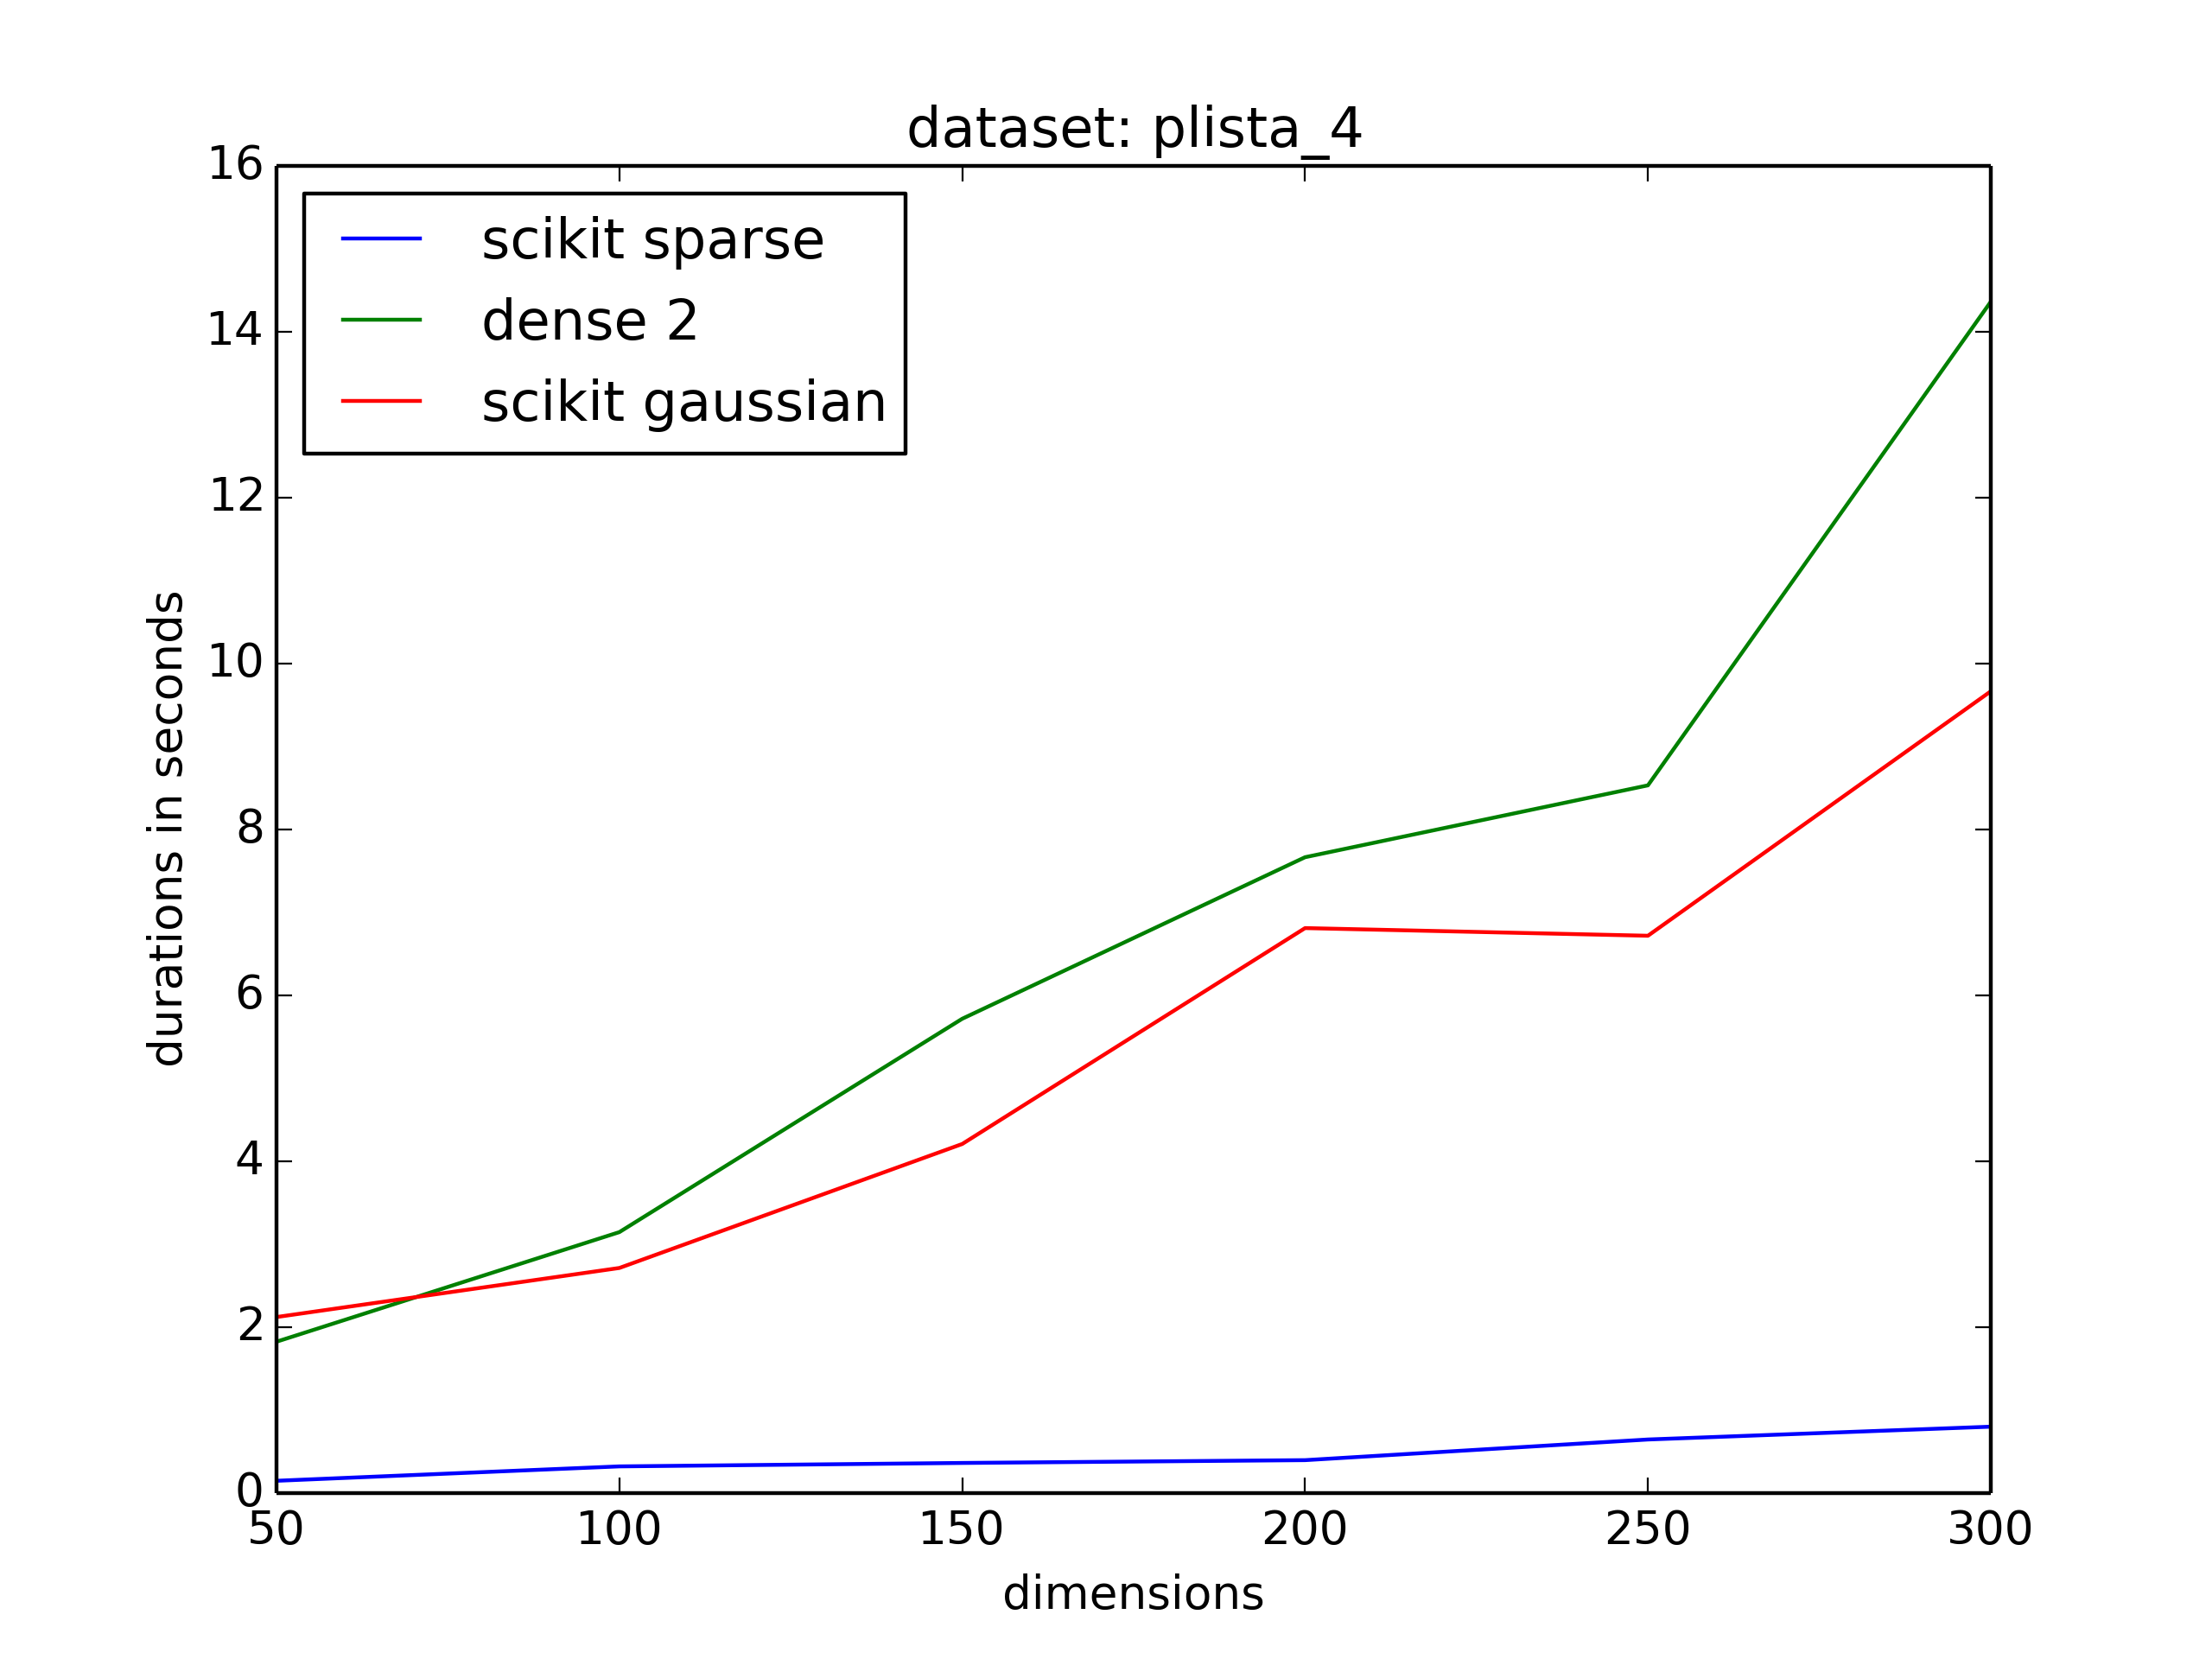 dataset: plista_4
16
14
12
10
8
6
4
2
0
scikit sparse
dense 2
scikit gaussian
durations in seconds
50 100 150 200 250 300
dimensions